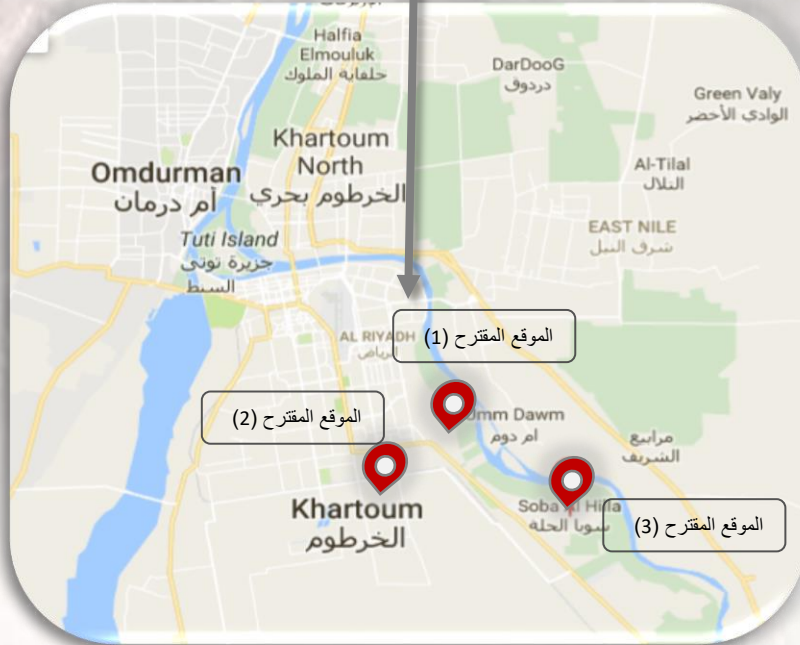 Halfia
Elmouluk
حلفاية الملوك
DarDooG
دردوق
Green Valy
الوادي الأخضر
Khartoum
North
الخرطوم بحري
Omdurman
أم درمان
Al-Tilal
التلال
EAST NILE
شرق النيل
Tuti Island
جزيرة توتي
السنط
الموقع المقترح (1)
AL RIYADH
الرياض
الموقع المقترح (2)
Umm Dawm
ام دوم
مرابيع
الشريف
Khartoum
الخرطوم
Soba Al Hilla
سوبا الحلة
الموقع المقترح (3)